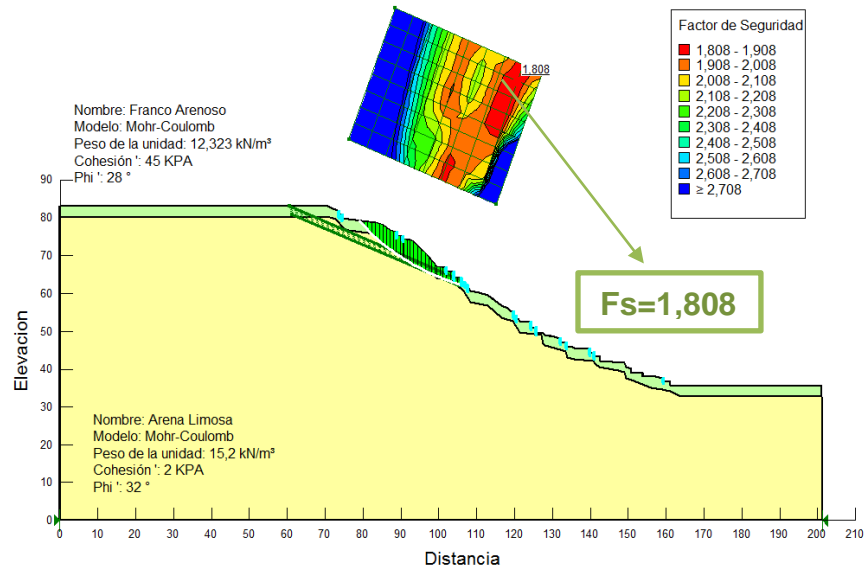 Factor de Seguridad
1,808 - 1,908
1,908 - 2,008
2,008 - 2,108
2,108 - 2,208
2,208 - 2,308
2,308 - 2,408
2,408 - 2,508
2,508 - 2,608
2,608 - 2,708
≥ 2,708
1,808
Nombre: Franco Arenoso
Modelo: Mohr-Coulomb
Peso de la unidad: 12,323 kN/m³
Cohesión ': 45 KPA
Phi ': 28 °
Fs=1,808
Elevacion
90
80
70
60
50
40
30
20
10
0
Nombre: Arena Limosa
Modelo: Mohr-Coulomb
Peso de la unidad: 15,2 kN/m³
Cohesión ': 2 KPA
Phi ': 32 °
0 10 20 30 40 50 60 70 80 90 100 110 120 130 140 150 160 170 180 190 200 210
Distancia